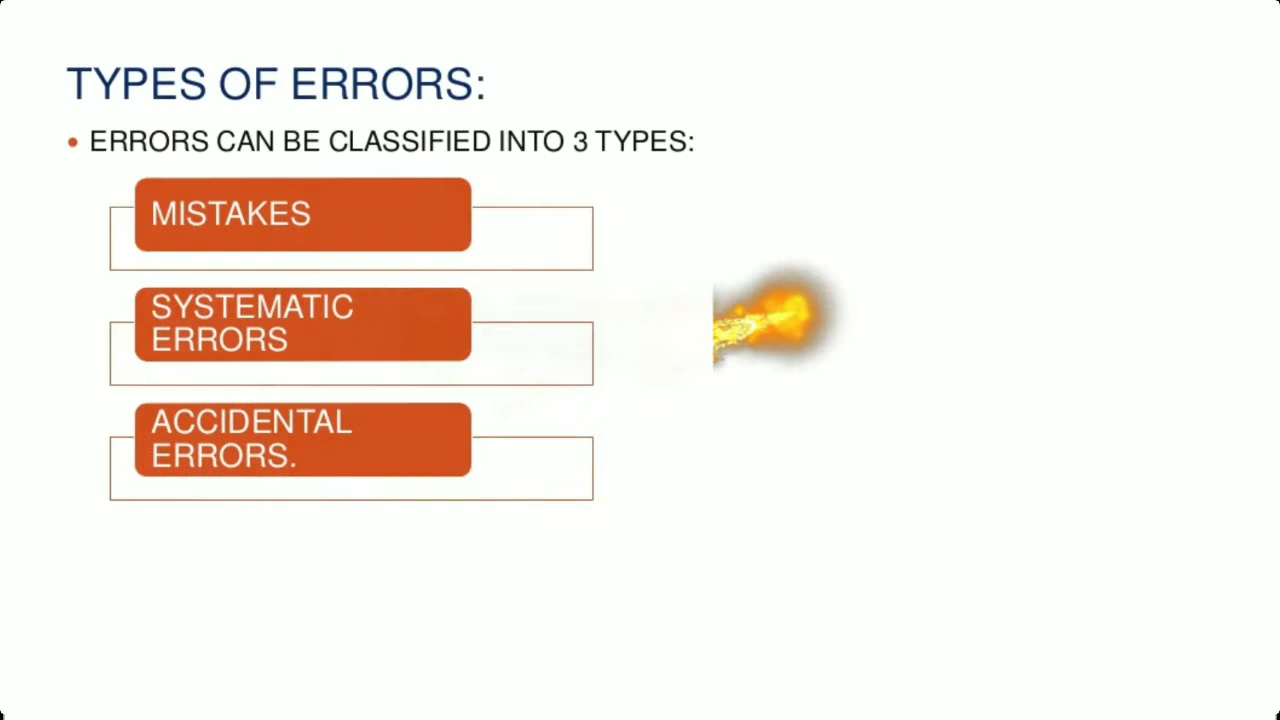 TYPES OF ERRORS:
• ERRORS CAN BE CLASSIFIED INTO 3 TYPES:
MISTAKES
SYSTEMATIC
ERRORS
ACCIDENTAL
ERRORS.